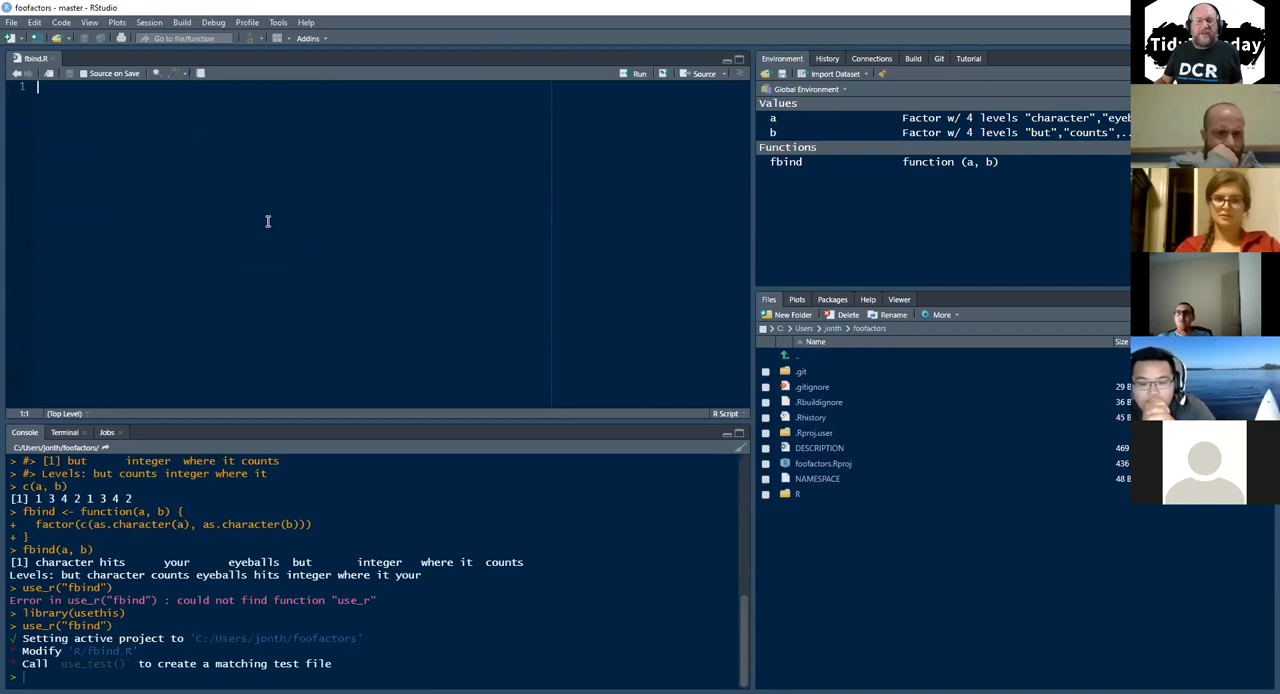 foofactors - master - RStudio
File Edit Code View Plots Session Build Debug Profile Tools Help
Go to file/function Addins
fbind.R
Source on Save Run Source
1
1:1 (Top Level) R Script
Console Terminal Jobs
C:/Users/jonth/foofactors/
> #> [1] but integer where it counts
> #> Levels: but counts integer where it
> c(a, b)
[1] 1 3 4 2 1 3 4 2
> fbind <- function(a, b) {
+ factor(c(as.character(a), as.character(b)))
+ }
> fbind(a, b)
[1] character hits your eyeballs but integer where it counts
Levels: but character counts eyeballs hits integer where it your
> use_r("fbind")
Error in use_r("fbind") : could not find function "use_r"
> library(usethis)
> use_r("fbind")
√ Setting active project to 'C:/Users/jonth/foofactors'
* Modify 'R/fbind.R'
* Call `use_test()` to create a matching test file
>
Environment History Connections Build Git Tutorial
Import Dataset
Global Environment
Values
a Factor w/ 4 levels "character","eyeb
b Factor w/ 4 levels "but","counts",..
Functions
fbind function (a, b)
Files Plots Packages Help Viewer
New Folder Delete Rename More
C: Users jonth foofactors
Name Size
..
.git
.gitignore 29 B
.Rbuildignore 36 B
.Rhistory 45 B
.Rproj.user
DESCRIPTION 469
foofactors.Rproj 436
NAMESPACE 48 B
R
DCR